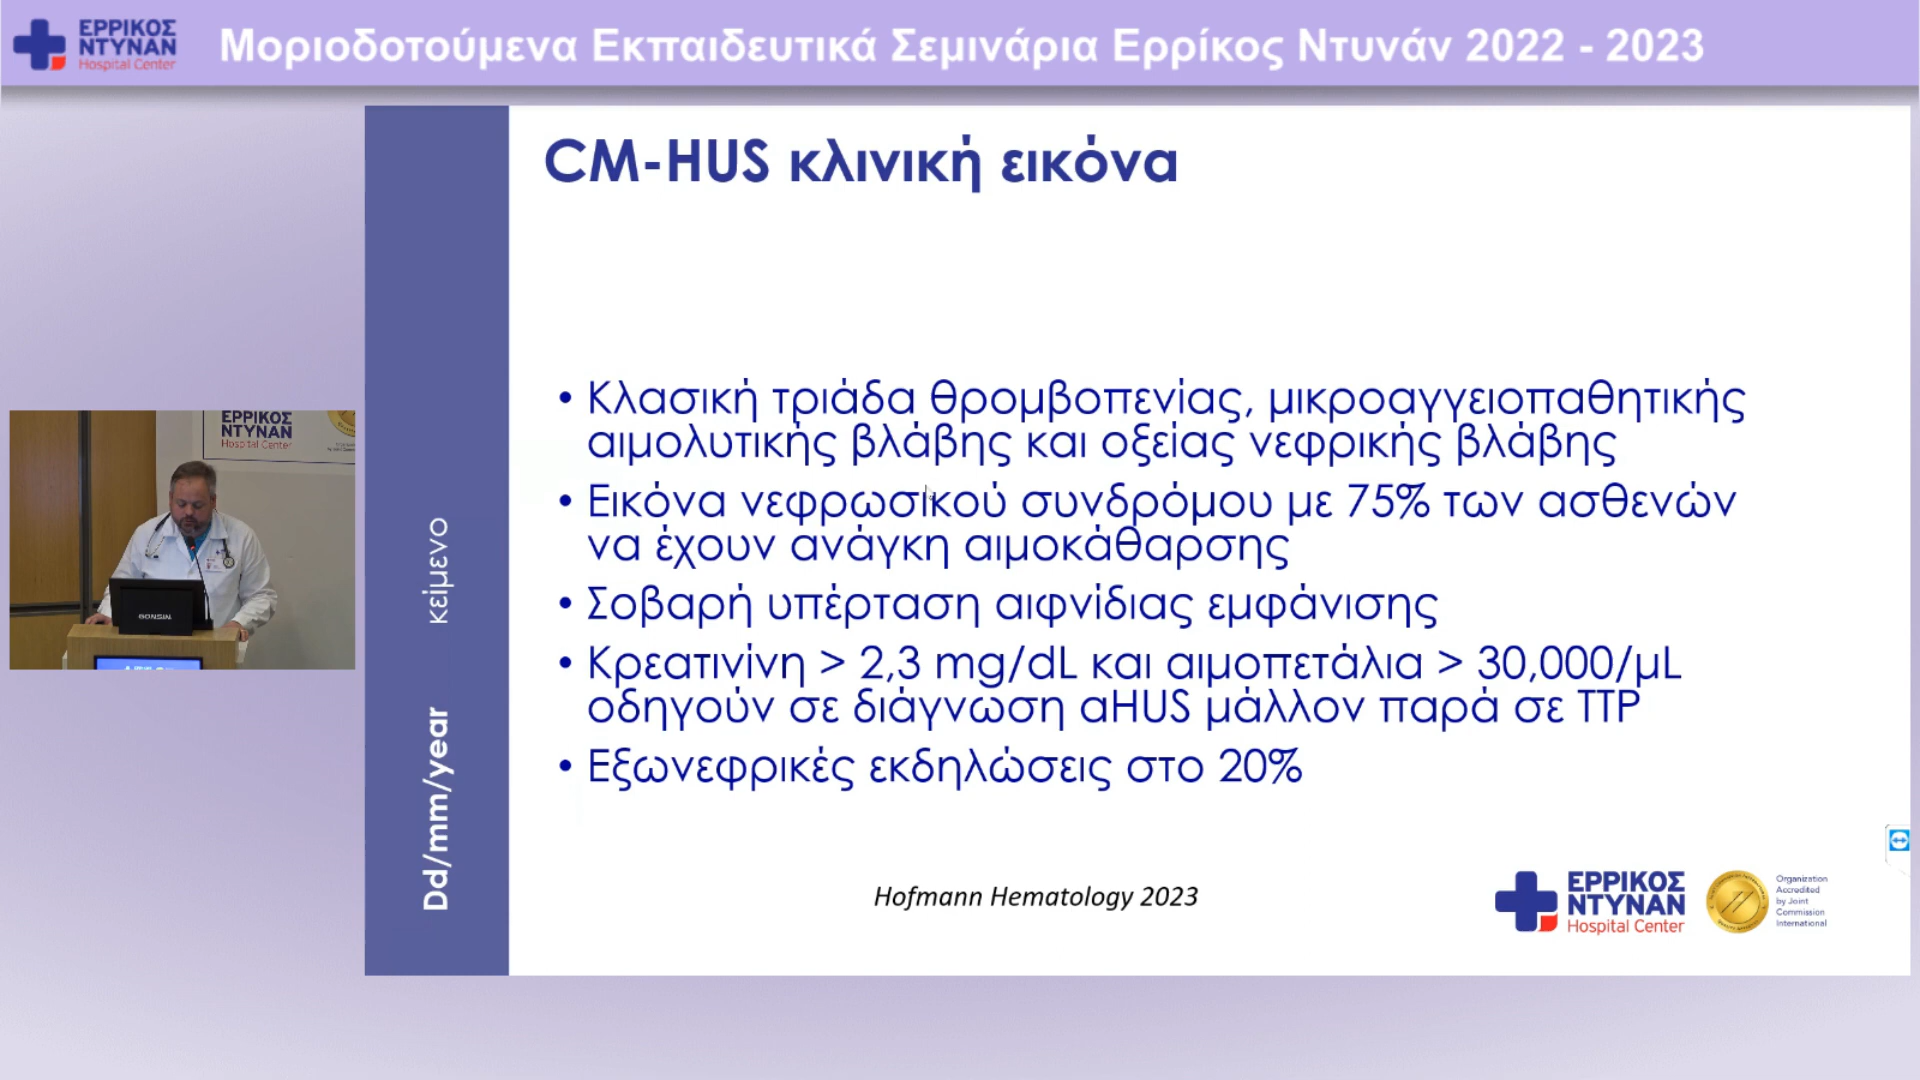 ΕΡΡΙΚΟΣ
ΝΤΥΝΑΝ
Hospital Center
Μοριοδοτούμενα Εκπαιδευτικά Σεμινάρια Ερρίκος Ντυνάν 2022 - 2023
CM-HUS κλινική εικόνα
• Κλασική τριάδα θρομβοπενίας, μικροαγγειοπαθητικής
αιμολυτικής βλάβης και οξείας νεφρικής βλάβης
• Εικόνα νεφρωσικού συνδρόμου με 75% των ασθενών
να έχουν ανάγκη αιμοκάθαρσης
• Σοβαρή υπέρταση αιφνίδιας εμφάνισης
• Κρεατινίνη > 2,3 mg/dL και αιμοπετάλια > 30,000/μL
οδηγούν σε διάγνωση aHUS μάλλον παρά σε TTP
• Εξωνεφρικές εκδηλώσεις στο 20%
Hofmann Hematology 2023
κείμενο
Dd/mm/year
ΕΡΡΙΚΟΣ
ΝΤΥΝΑΝ
Hospital Center
Organization
Accredited
by Joint
Commission
International
ΕΡΡΙΚΟΣ
ΝΤΥΝΑΝ
Hospital Center
GONSIN